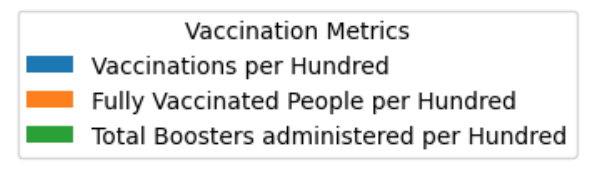 Vaccination Metrics
Vaccinations per Hundred
Fully Vaccinated People per Hundred
Total Boosters administered per Hundred